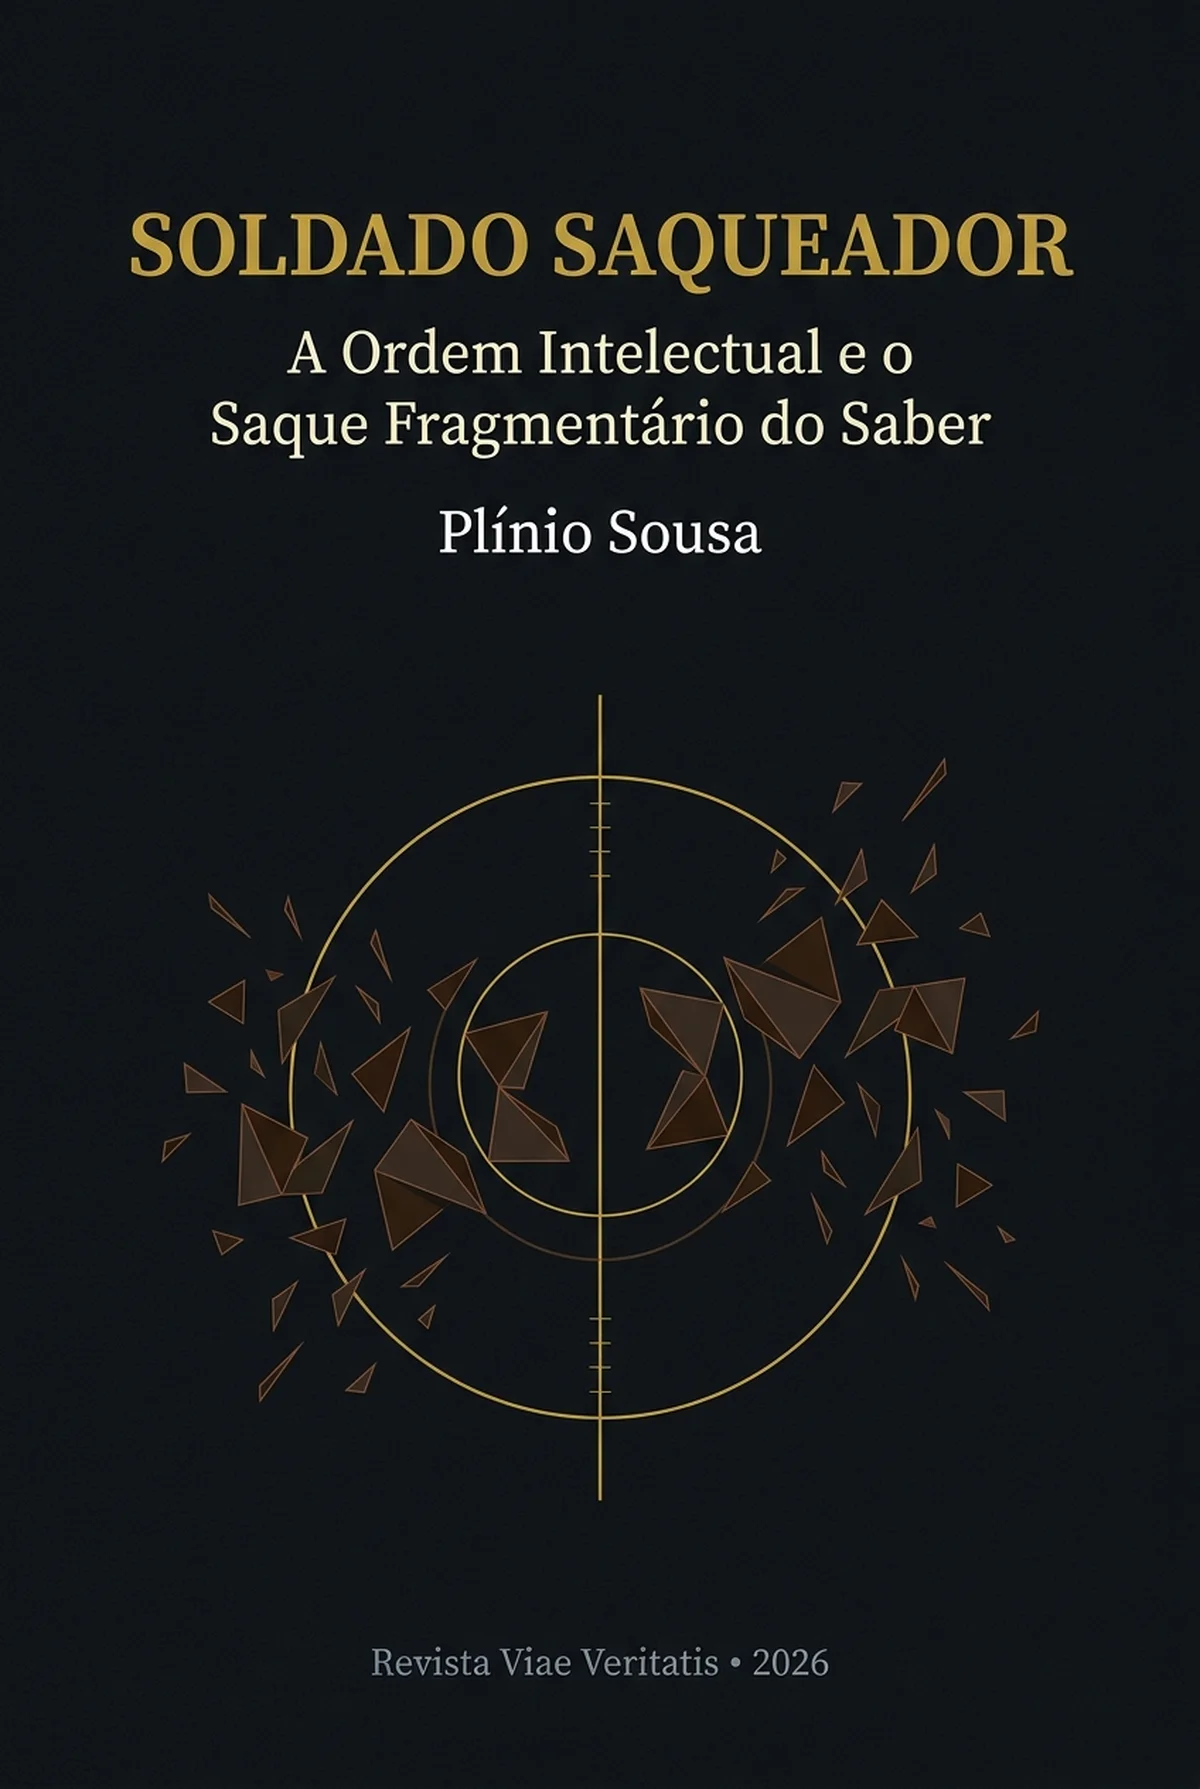 SOLDADO SAQUEADOR
A Ordem Intelectual e o
Saque Fragmentário do Saber
Plínio Sousa
Revista Viae Veritatis • 2026